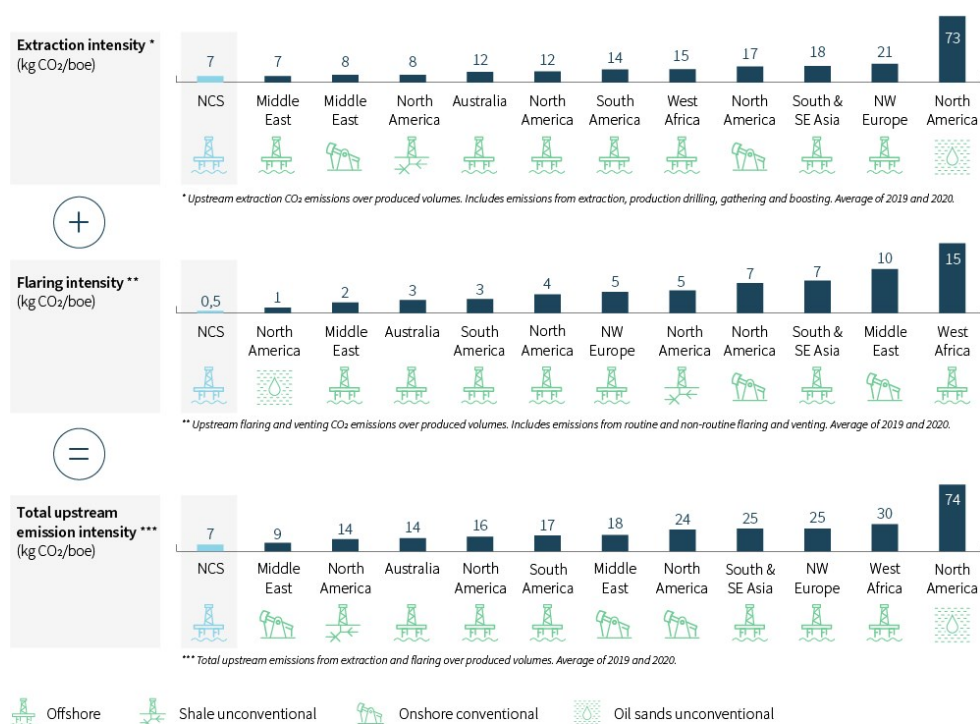 Extraction intensity *
(kg CO₂/boe)
7 7 8 8 12 12 14 15 17 18 21 73
NCS Middle East Middle East North America Australia North America South America West Africa North America South & SE Asia NW Europe North America
* Upstream extraction CO₂ emissions over produced volumes. Includes emissions from extraction, production drilling, gathering and boosting. Average of 2019 and 2020.
+
Flaring intensity **
(kg CO₂/boe)
0,5 1 2 3 3 4 5 5 7 7 10 15
NCS North America Middle East Australia South America North America NW Europe North America North America South & SE Asia Middle East West Africa
** Upstream flaring and venting CO₂ emissions over produced volumes. Includes emissions from routine and non-routine flaring and venting. Average of 2019 and 2020.
=
Total upstream
emission intensity ***
(kg CO₂/boe)
7 9 14 14 16 17 18 24 25 25 30 74
NCS Middle East North America Australia North America South America Middle East North America South & SE Asia NW Europe West Africa North America
*** Total upstream emissions from extraction and flaring over produced volumes. Average of 2019 and 2020.
Offshore Shale unconventional Onshore conventional Oil sands unconventional